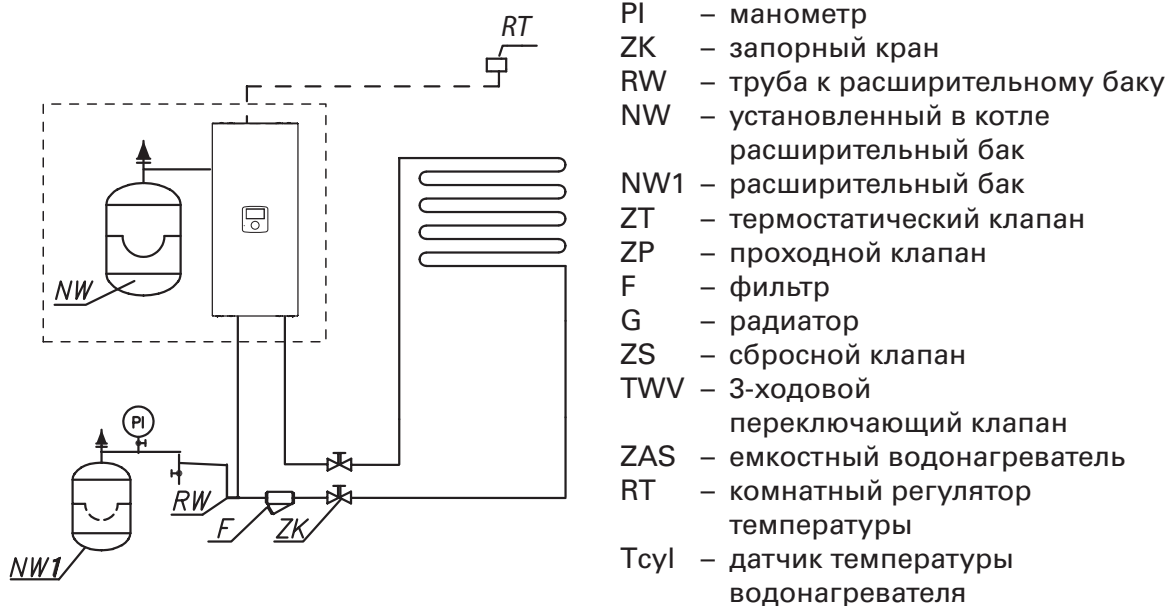 RT
NW
PI
RW
F
ZK
NW1
PI – манометр
ZK – запорный кран
RW – труба к расширительному баку
NW – установленный в котле
расширительный бак
NW1 – расширительный бак
ZT – термостатический клапан
ZP – проходной клапан
F – фильтр
G – радиатор
ZS – сбросной клапан
TWV – 3-ходовой
переключающий клапан
ZAS – емкостный водонагреватель
RT – комнатный регулятор
температуры
Tcyl – датчик температуры
водонагревателя